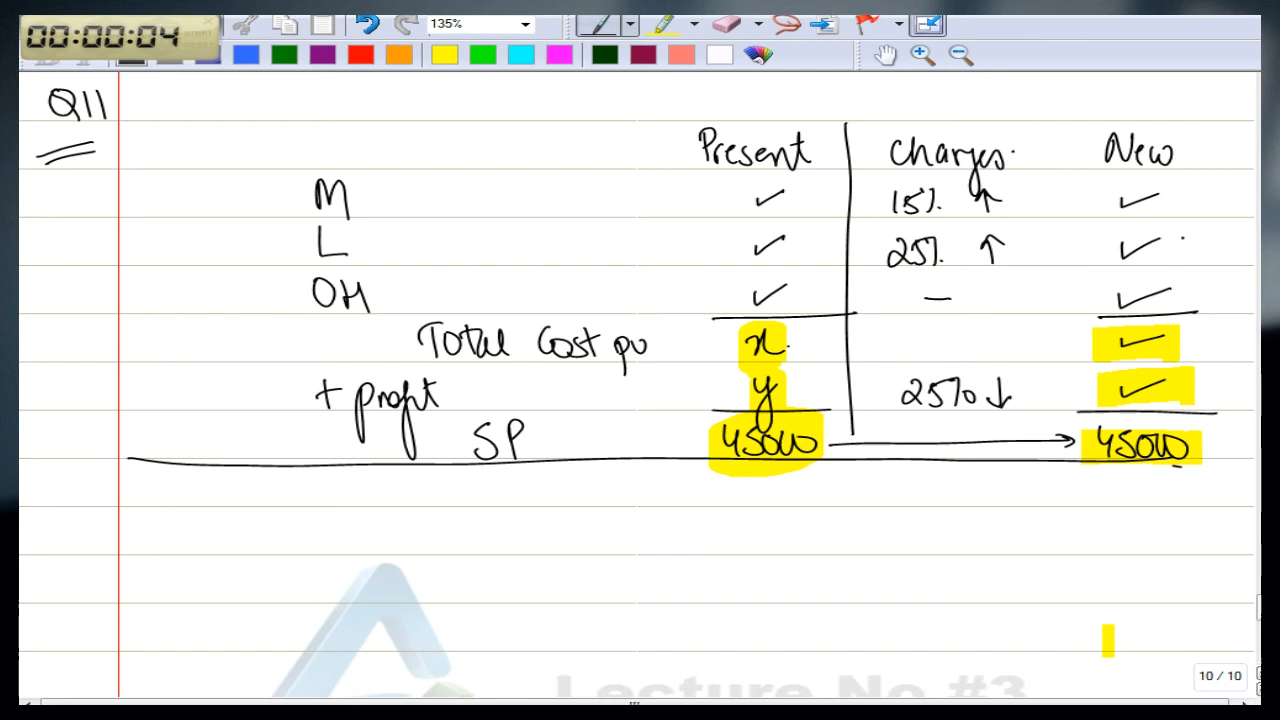 00:00:04
135%
Q11
Present Charges. New
M ✓ 15% ↑ ✓
L ✓ 25% ↑ ✓
OH ✓ — ✓
Total Cost pu x ✓
+ profit y 25% ↓ ✓
SP 45000 → 45000
10 / 10
Lecture No #3